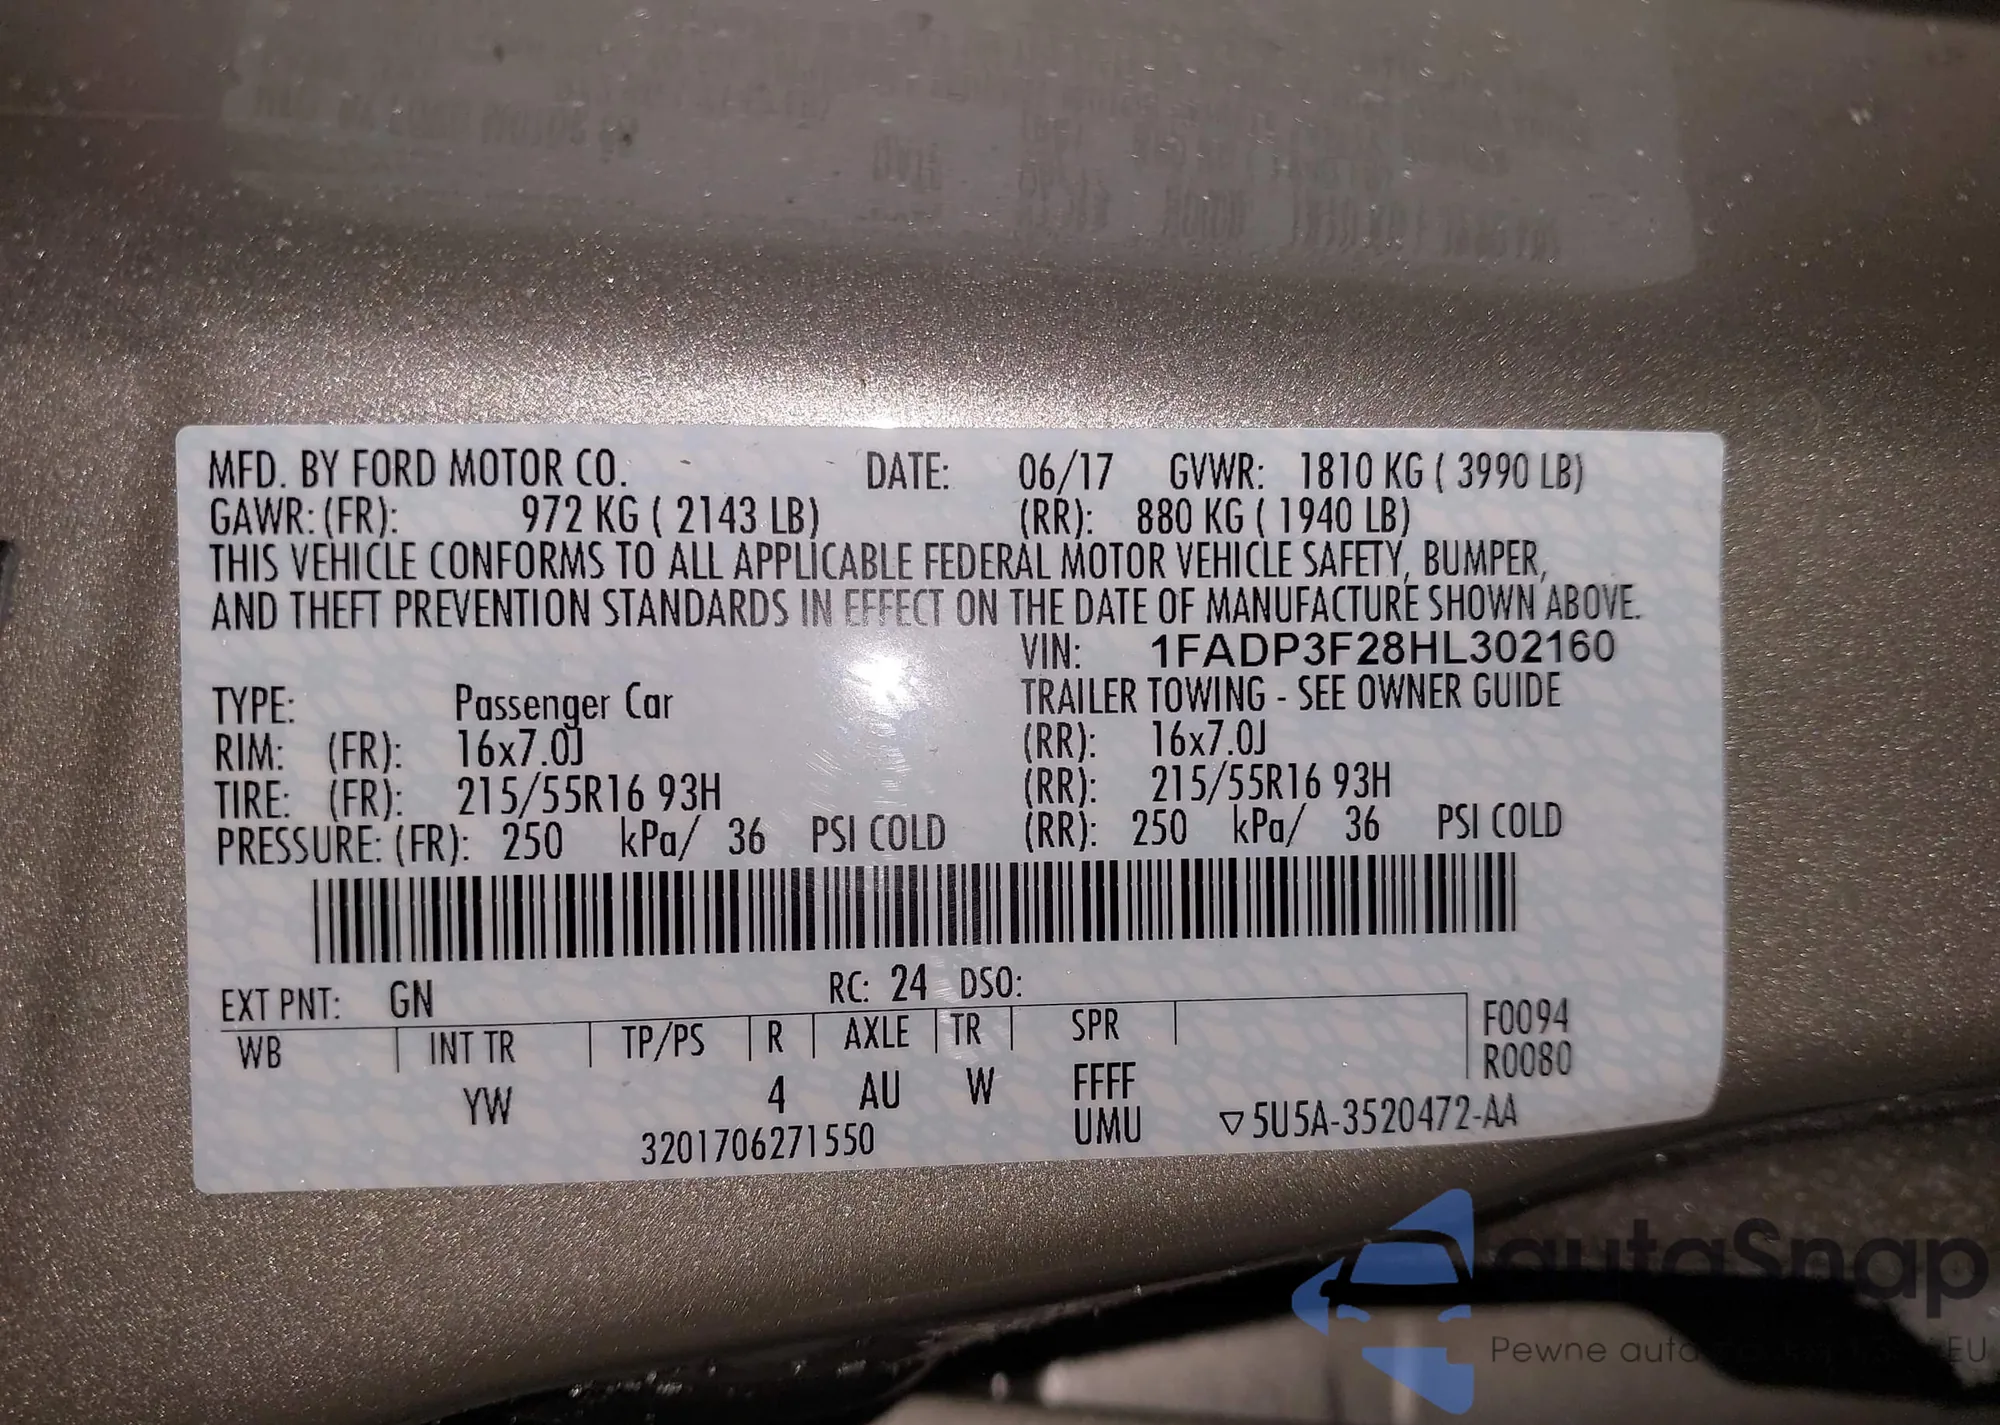 MFD. BY FORD MOTOR CO. DATE: 06/17 GVWR: 1810 KG ( 3990 LB)
GAWR: (FR): 972 KG ( 2143 LB) (RR): 880 KG ( 1940 LB)
THIS VEHICLE CONFORMS TO ALL APPLICABLE FEDERAL MOTOR VEHICLE SAFETY, BUMPER,
AND THEFT PREVENTION STANDARDS IN EFFECT ON THE DATE OF MANUFACTURE SHOWN ABOVE.
VIN: 1FADP3F28HL302160
TYPE: Passenger Car TRAILER TOWING - SEE OWNER GUIDE
RIM: (FR): 16x7.0J (RR): 16x7.0J
TIRE: (FR): 215/55R16 93H (RR): 215/55R16 93H
PRESSURE: (FR): 250 kPa/ 36 PSI COLD (RR): 250 kPa/ 36 PSI COLD
EXT PNT: GN RC: 24 DSO:
WB INT TR TP/PS R AXLE TR SPR F0094
R0080
YW 4 AU W FFFF
3201706271550 UMU ▽5U5A-3520472-AA
autaSnap
Pewne auta EU